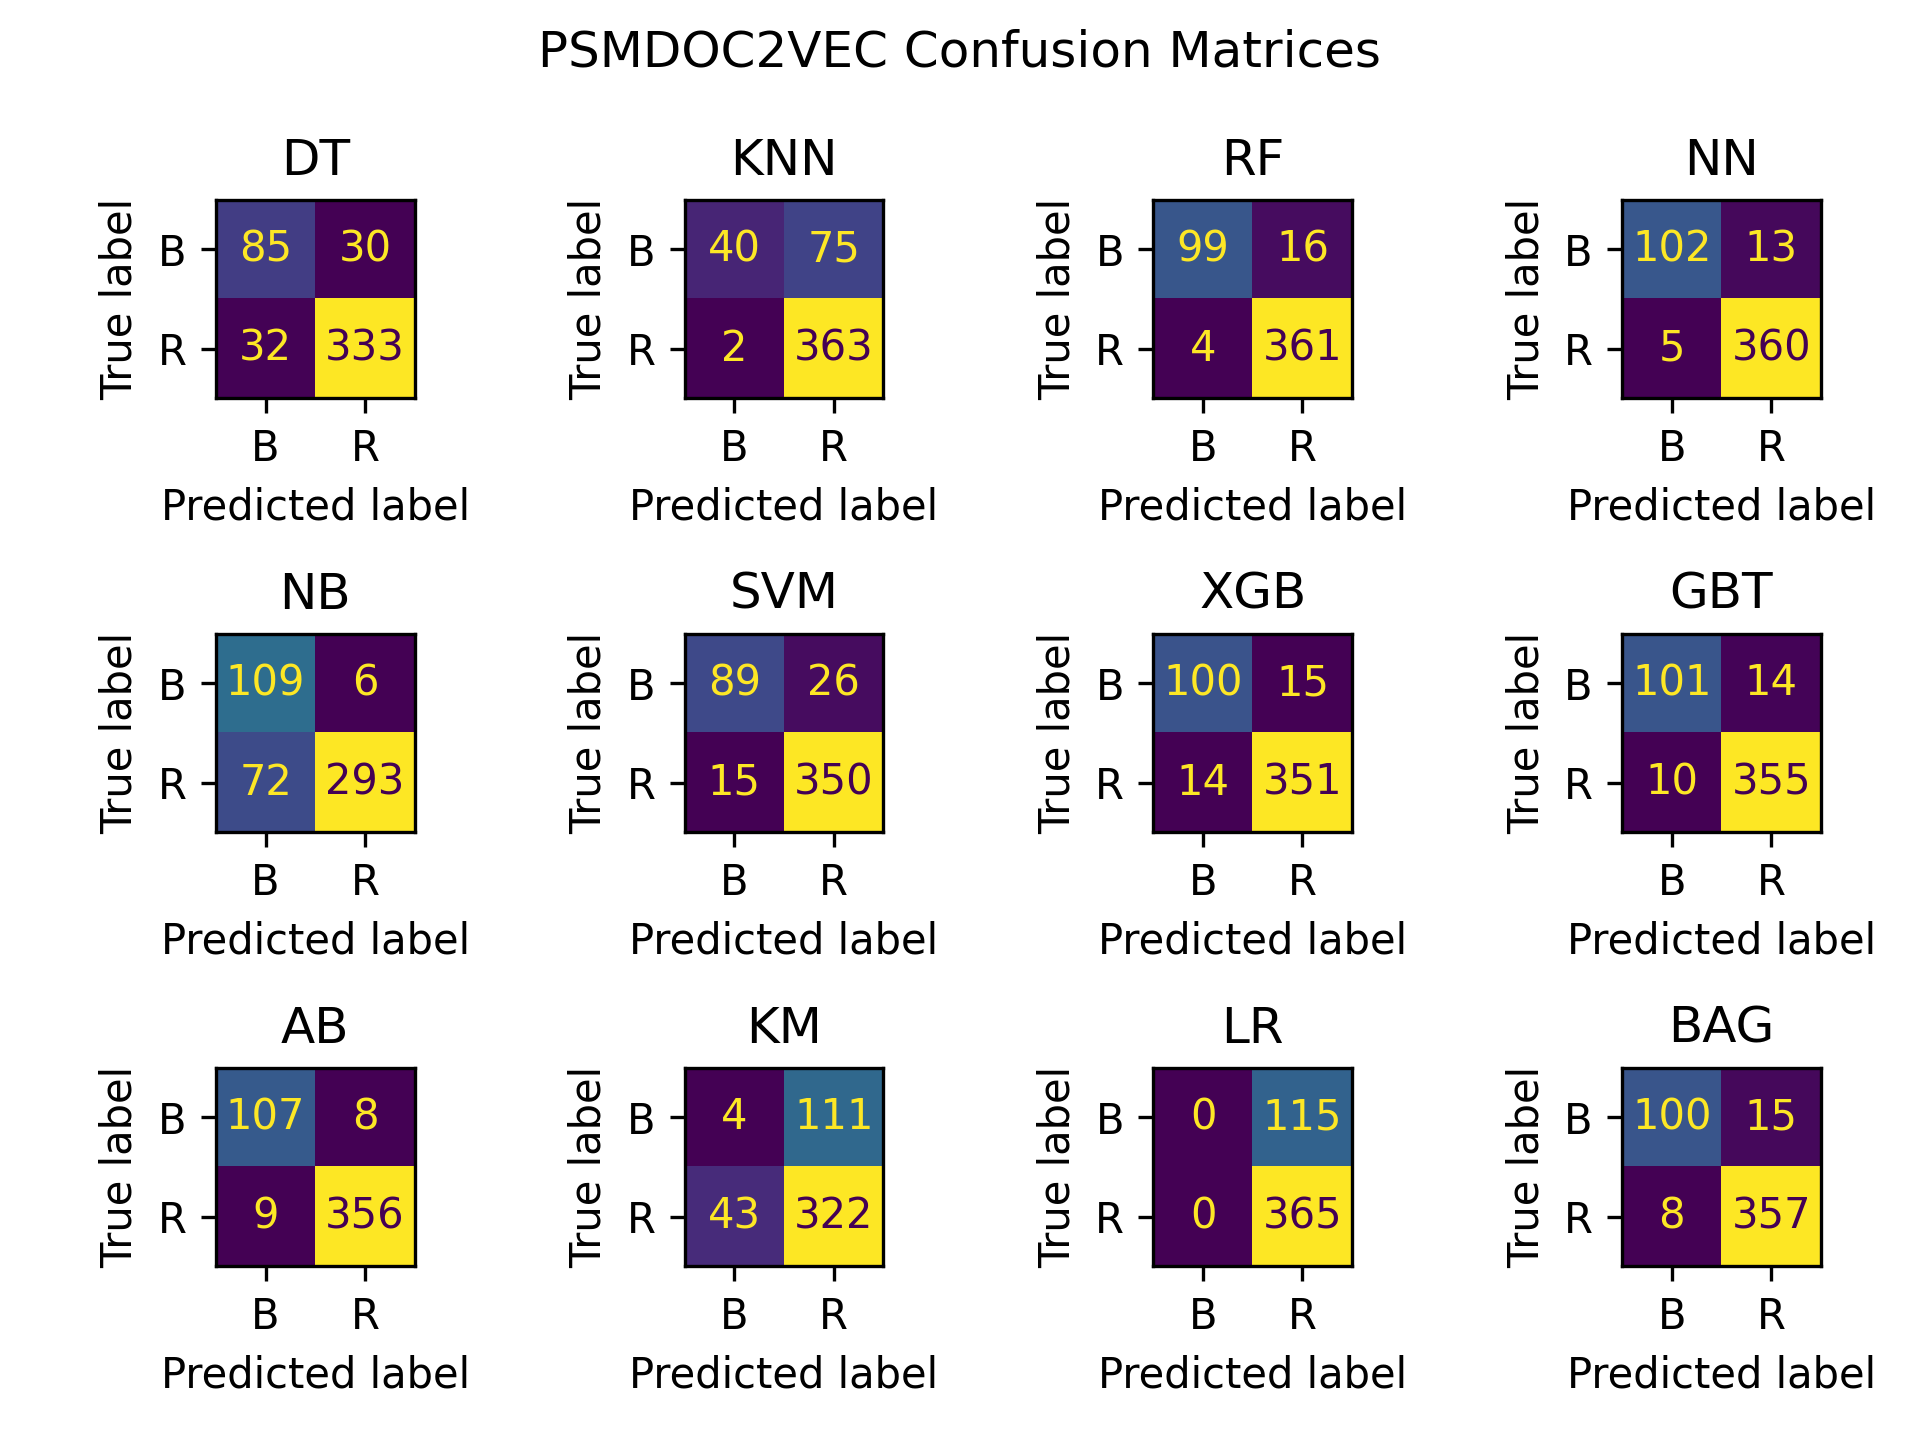 PSMDOC2VEC Confusion Matrices
DT
True label
B
85 30
R
32 333
B R
Predicted label
KNN
True label
B
40 75
R
2 363
B R
Predicted label
RF
True label
B
99 16
R
4 361
B R
Predicted label
NN
True label
B
102 13
R
5 360
B R
Predicted label
NB
True label
B
109 6
R
72 293
B R
Predicted label
SVM
True label
B
89 26
R
15 350
B R
Predicted label
XGB
True label
B
100 15
R
14 351
B R
Predicted label
GBT
True label
B
101 14
R
10 355
B R
Predicted label
AB
True label
B
107 8
R
9 356
B R
Predicted label
KM
True label
B
4 111
R
43 322
B R
Predicted label
LR
True label
B
0 115
R
0 365
B R
Predicted label
BAG
True label
B
100 15
R
8 357
B R
Predicted label